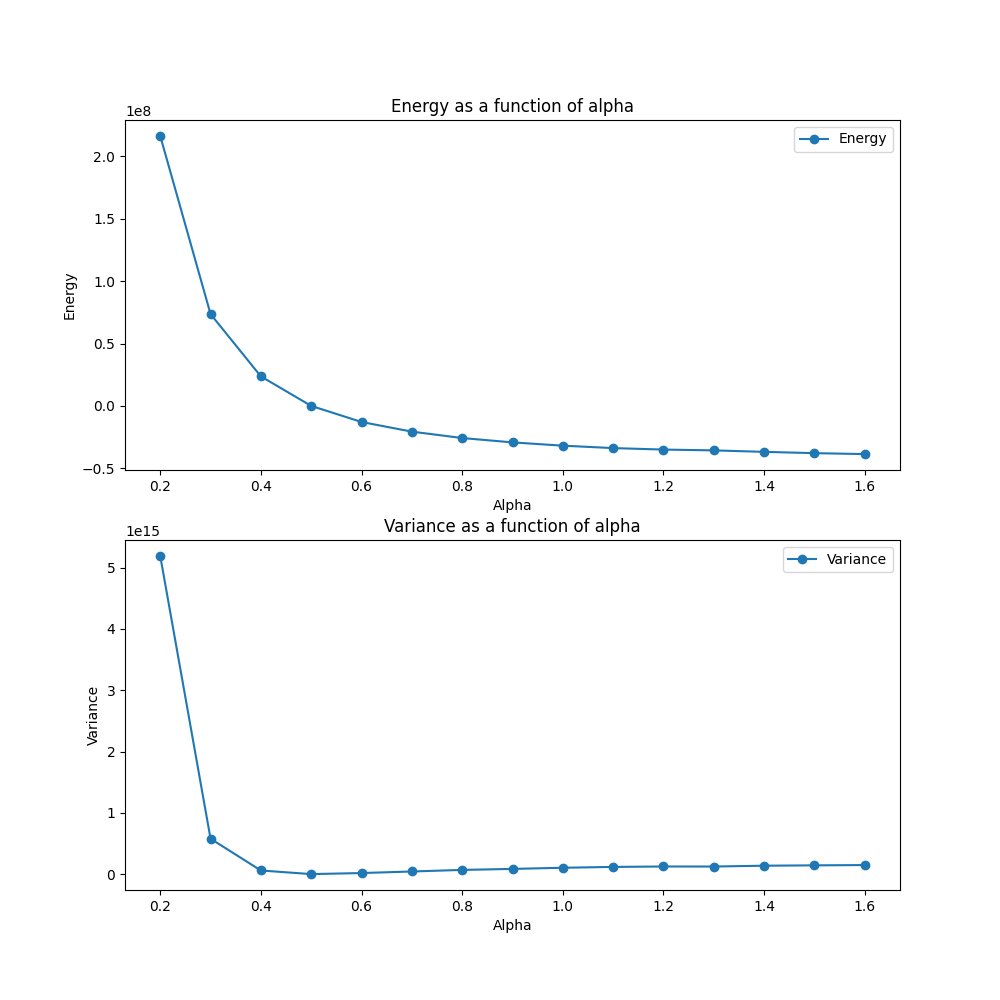 Energy as a function of alpha
1e8
Energy
2.0
1.5
1.0
0.5
0.0
−0.5
Energy
0.2 0.4 0.6 0.8 1.0 1.2 1.4 1.6
Alpha
Variance as a function of alpha
1e15
Variance
5
4
3
2
1
0
Variance
0.2 0.4 0.6 0.8 1.0 1.2 1.4 1.6
Alpha